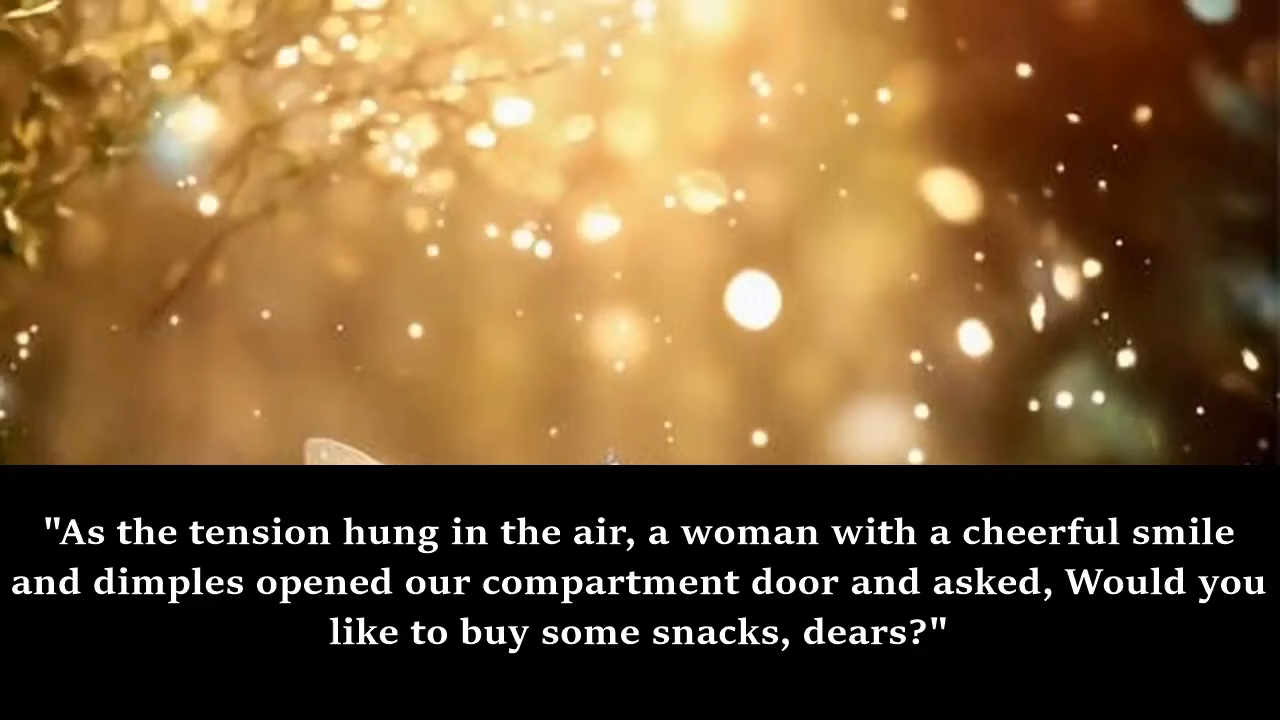 "As the tension hung in the air, a woman with a cheerful smile
and dimples opened our compartment door and asked, Would you
like to buy some snacks, dears?"